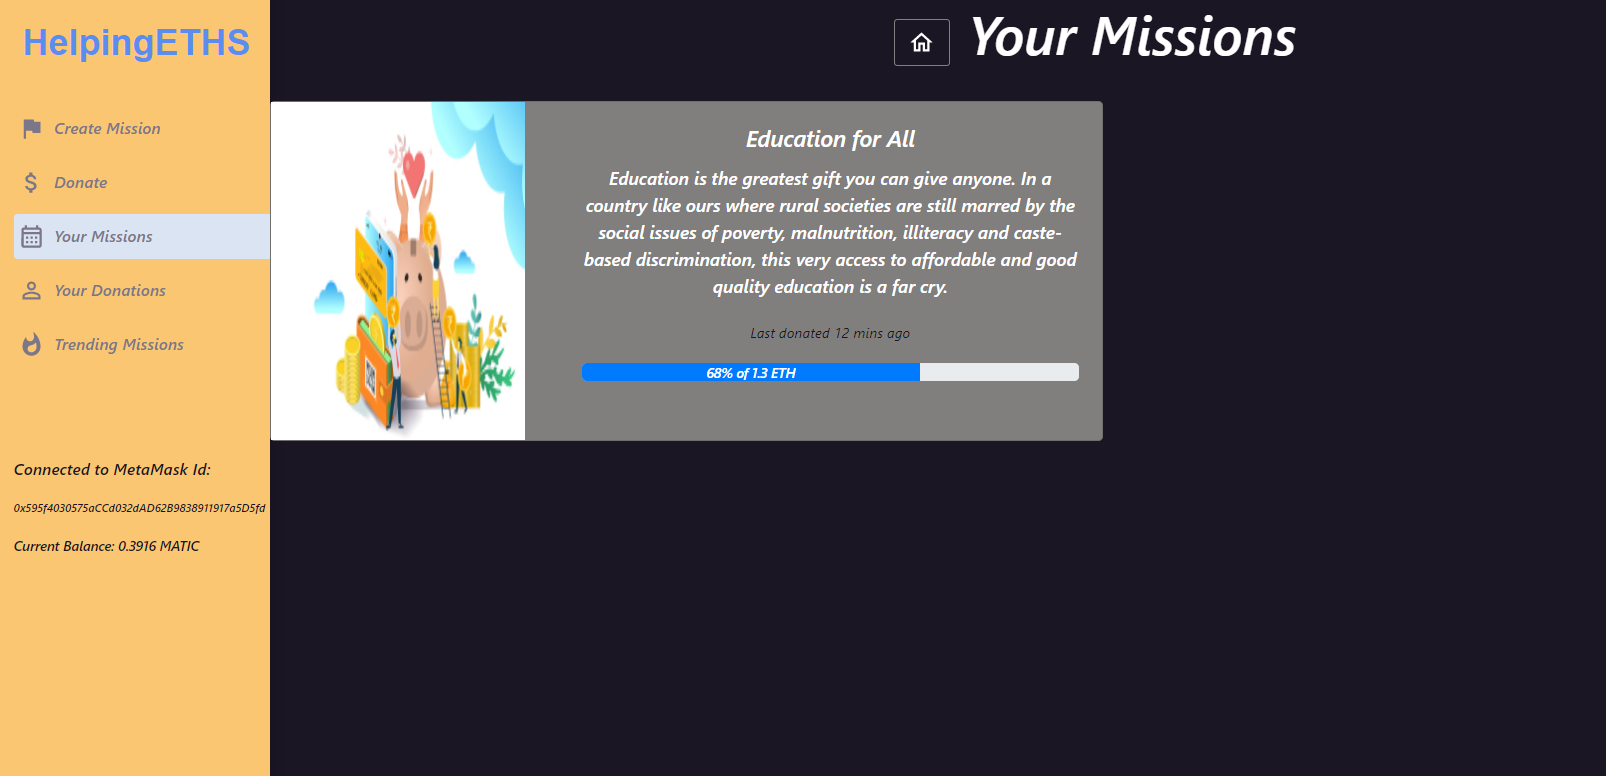 HelpingETHS
Create Mission
Donate
Your Missions
Your Donations
Trending Missions
Connected to MetaMask Id:
0x595f4030575aCCd032dAD62B9838911917a5D5fd
Current Balance: 0.3916 MATIC
Your Missions
Education for All
Education is the greatest gift you can give anyone. In a
country like ours where rural societies are still marred by the
social issues of poverty, malnutrition, illiteracy and caste-
based discrimination, this very access to affordable and good
quality education is a far cry.
Last donated 12 mins ago
68% of 1.3 ETH